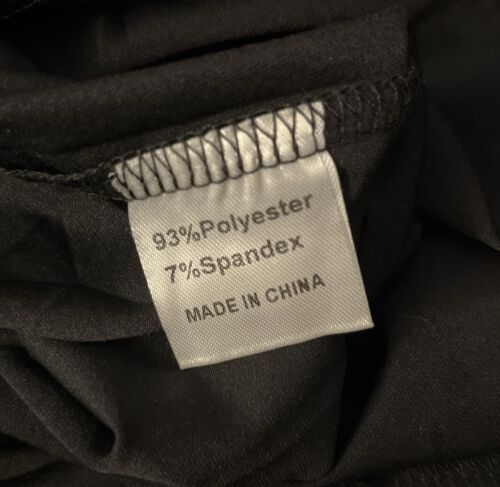 93%Polyester
7%Spandex
MADE IN CHINA